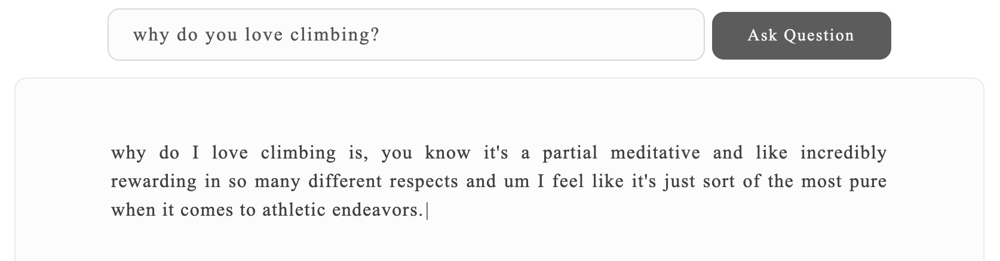 why do you love climbing?
Ask Question
why do I love climbing is, you know it's a partial meditative and like incredibly
rewarding in so many different respects and um I feel like it's just sort of the most pure
when it comes to athletic endeavors.|